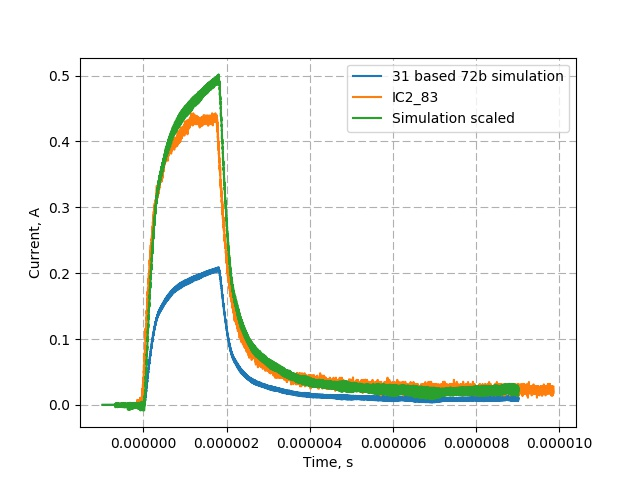 0.5
0.4
0.3
0.2
0.1
0.0
Current, A
31 based 72b simulation
IC2_83
Simulation scaled
0.000000 0.000002 0.000004 0.000006 0.000008 0.000010
Time, s